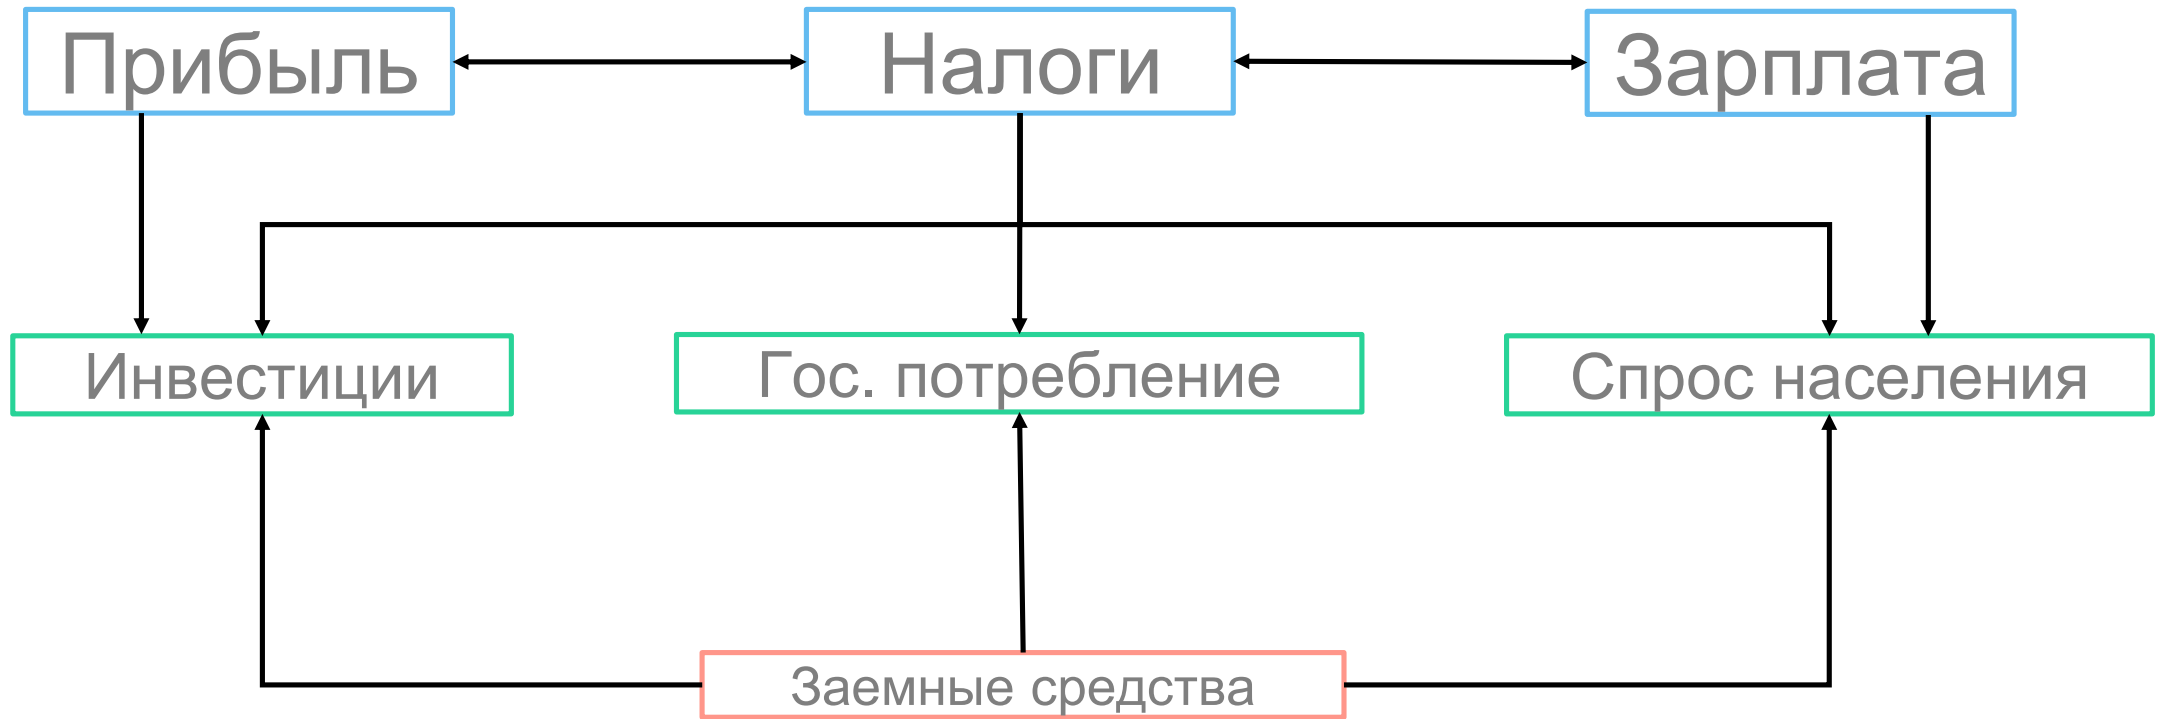 Прибыль
Налоги
Зарплата
Инвестиции
Гос. потребление
Спрос населения
Заемные средства